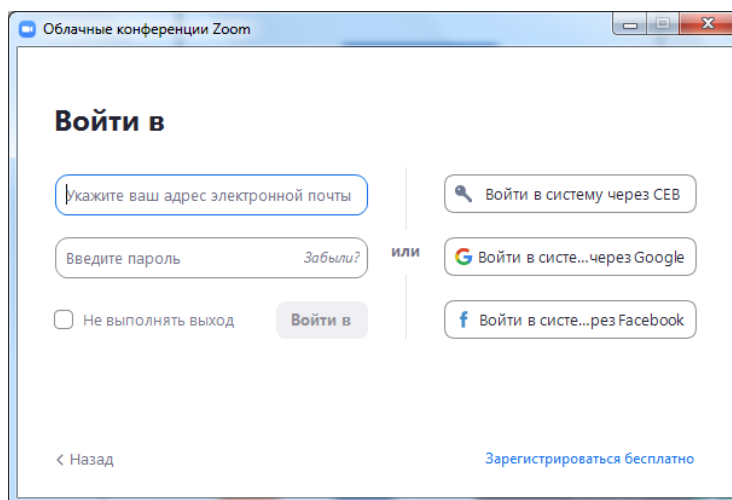 Облачные конференции Zoom
Войти в
Укажите ваш адрес электронной почты
Введите пароль
Забыли?
Не выполнять выход
Войти в
или
Войти в систему через СЕВ
Войти в систе...через Google
Войти в систе...рез Facebook
Назад
Зарегистрироваться бесплатно